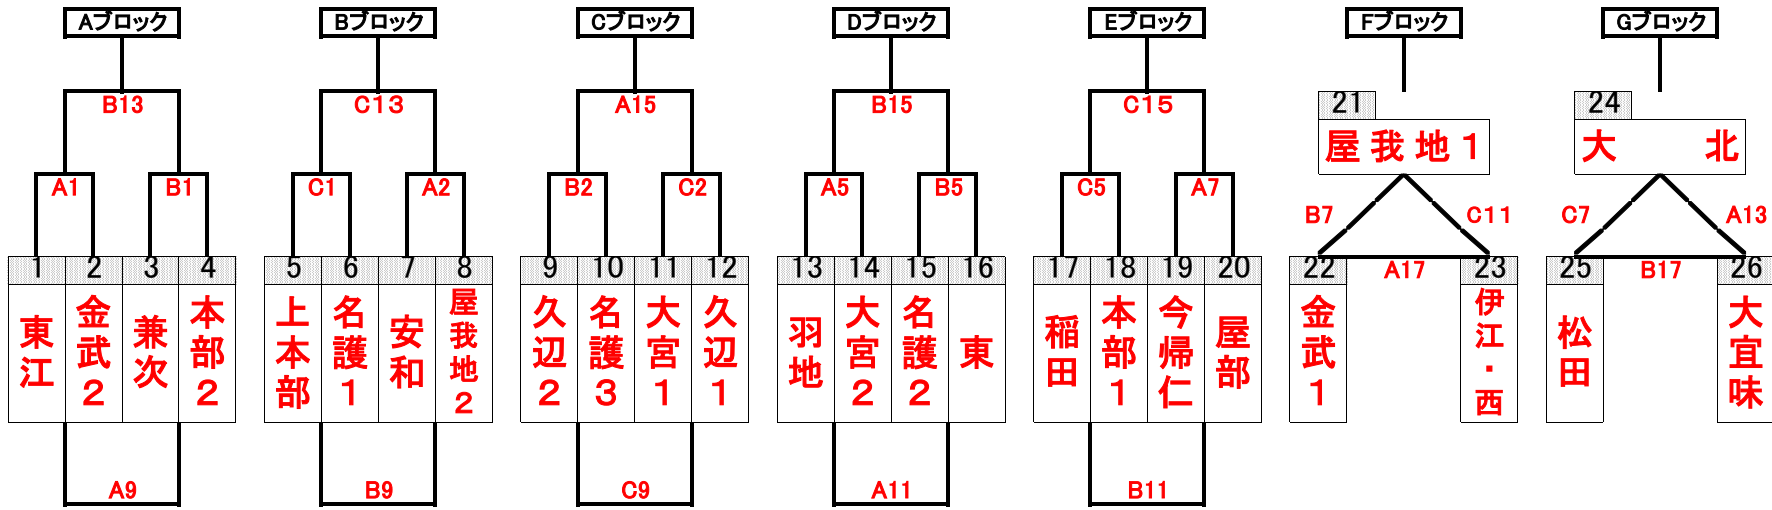 Aブロック Bブロック Cブロック Dブロック Eブロック Fブロック Gブロック
B13 C13 A15 B15 C15 21 24
屋我地1 大北
A1 B1 C1 A2 B2 C2 A5 B5 C5 A7 B7 C11 C7 A13
1 2 3 4 5 6 7 8 9 10 11 12 13 14 15 16 17 18 19 20 22 A17 23 25 B17 26
東江
金武2
兼次
本部2
上本部
名護1
安和
屋我地2
久辺2
名護3
大宮1
久辺1
羽地
大宮2
名護2
東
稲田
本部1
今帰仁
屋部
金武1
伊江・西
松田
大宜味
A9 B9 C9 A11 B11